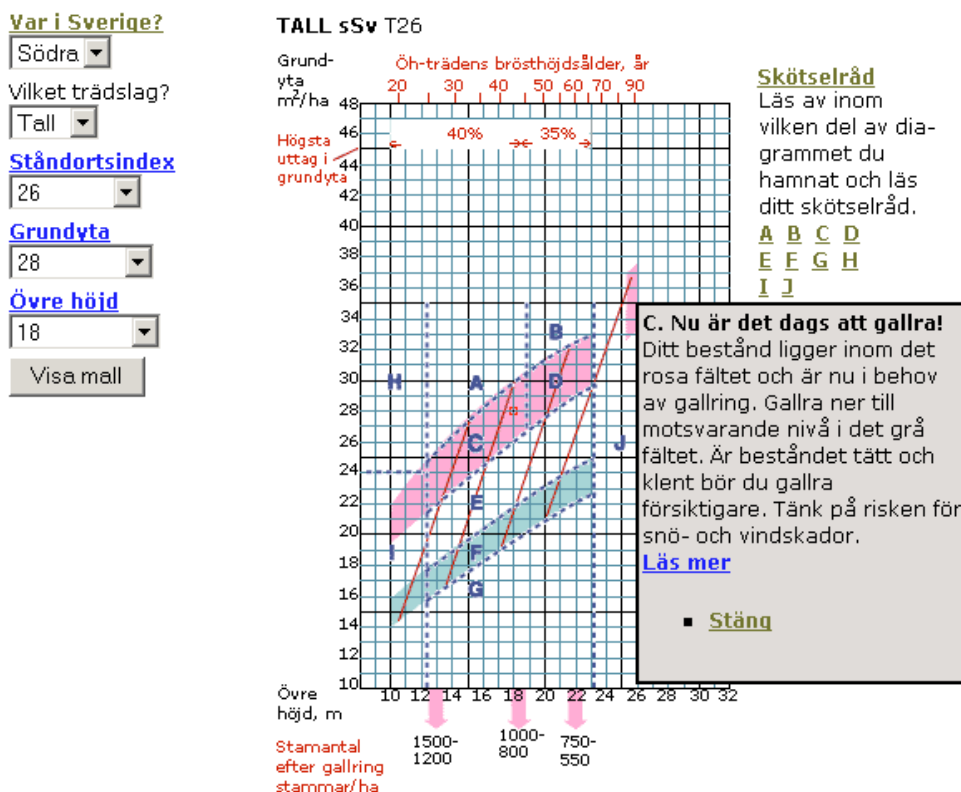 Var i Sverige?
Södra
Vilket trädslag?
Tall
Ståndortsindex
26
Grundyta
28
Övre höjd
18
Visa mall
TALL sSv T26
Grund-
yta
m²/ha
Öh-trädens brösthöjdsålder, år
20 30 40 50 60 70 90
Högsta
uttag i
grundyta
40% 35%
48
46
44
42
40
38
36
34
32
30
28
26
24
22
20
18
16
14
12
10
A
B
C
D
E
F
G
H
I
J
Övre
höjd, m
10 12 14 16 18 20 22 24 26 28 30 32
Stamantal
efter gallring
stammar/ha
1500-
1200
1000-
800
750-
550
Skötselråd
Läs av inom
vilken del av dia-
grammet du
hamnat och läs
ditt skötselråd.
A B C D
E F G H
I J
C. Nu är det dags att gallra!
Ditt bestånd ligger inom det
rosa fältet och är nu i behov
av gallring. Gallra ner till
motsvarande nivå i det grå
fältet. Är beståndet tätt och
klent bör du gallra
försiktigare. Tänk på risken för
snö- och vindskador.
Läs mer
Stäng